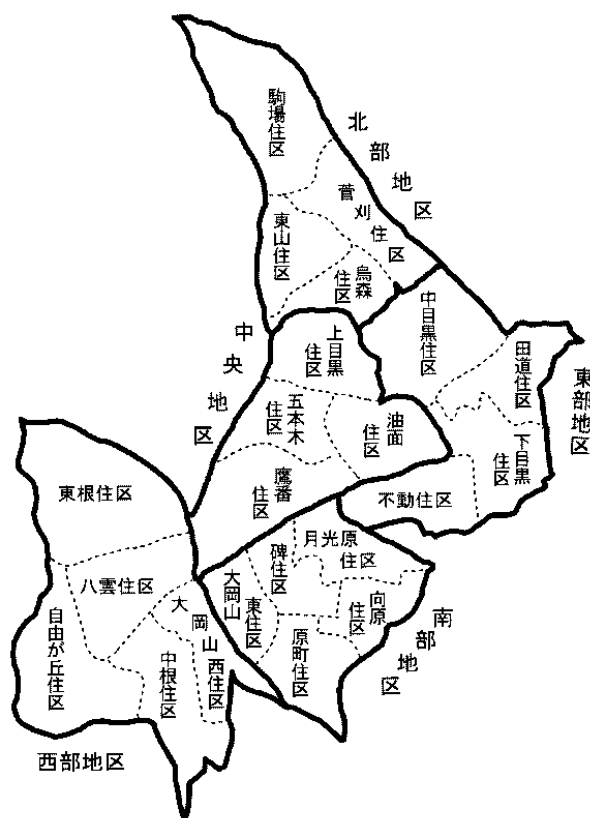 駒場住区
北部地区
菅刈住区
東山住区
烏森住区
中目黒住区
上目黒住区
中央地区
田道住区
東部地区
五本木住区
油面住区
下目黒住区
鷹番住区
不動住区
東根住区
月光原住区
碑住区
大岡山東住区
八雲住区
向原住区
南部地区
大岡山西住区
自由が丘住区
中根住区
原町住区
西部地区